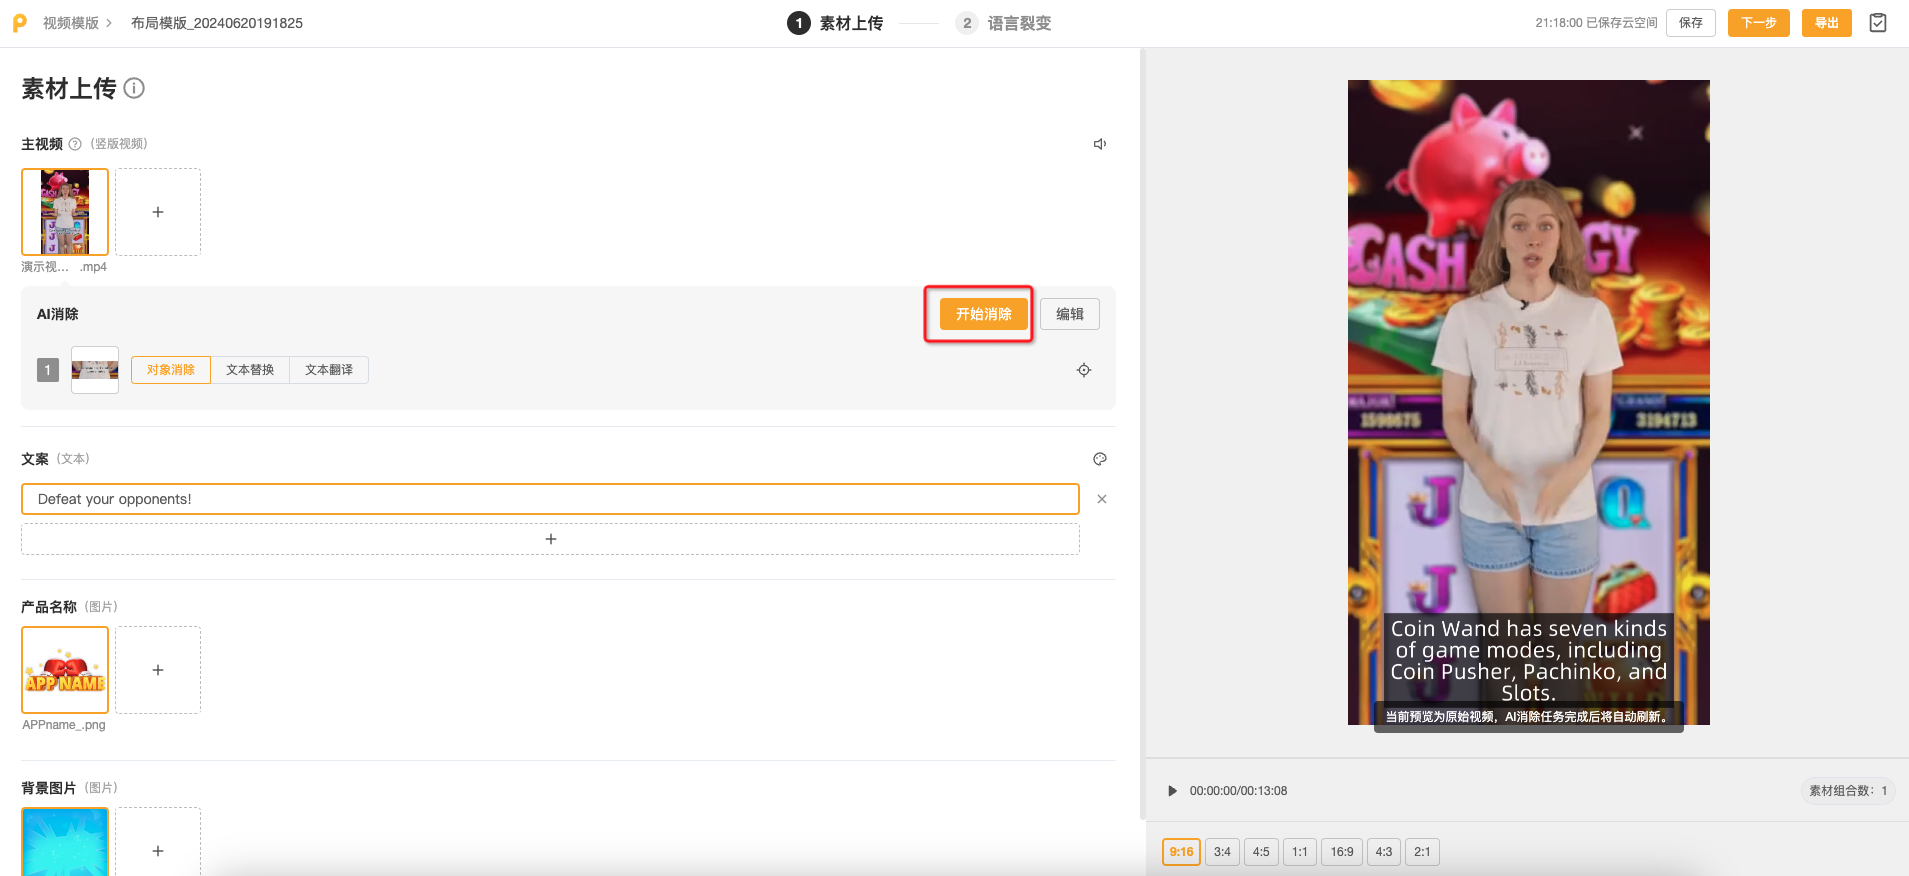 视频模版 > 布局模版_20240620191825
1 素材上传
2 语言裂变
21:18:00 已保存云空间
保存
下一步
导出
素材上传
主视频 (竖版视频)
演示视... .mp4
AI消除
开始消除
编辑
1
对象消除
文本替换
文本翻译
文案 (文本)
Defeat your opponents!
产品名称 (图片)
APP NAME
APPname_.png
背景图片 (图片)
CASH
GY
1598675
3194713
Coin Wand has seven kinds
of game modes, including
Coin Pusher, Pachinko, and
Slots.
当前预览为原始视频，AI消除任务完成后将自动刷新。
00:00:00/00:13:08
素材组合数：1
9:16
3:4
4:5
1:1
16:9
4:3
2:1